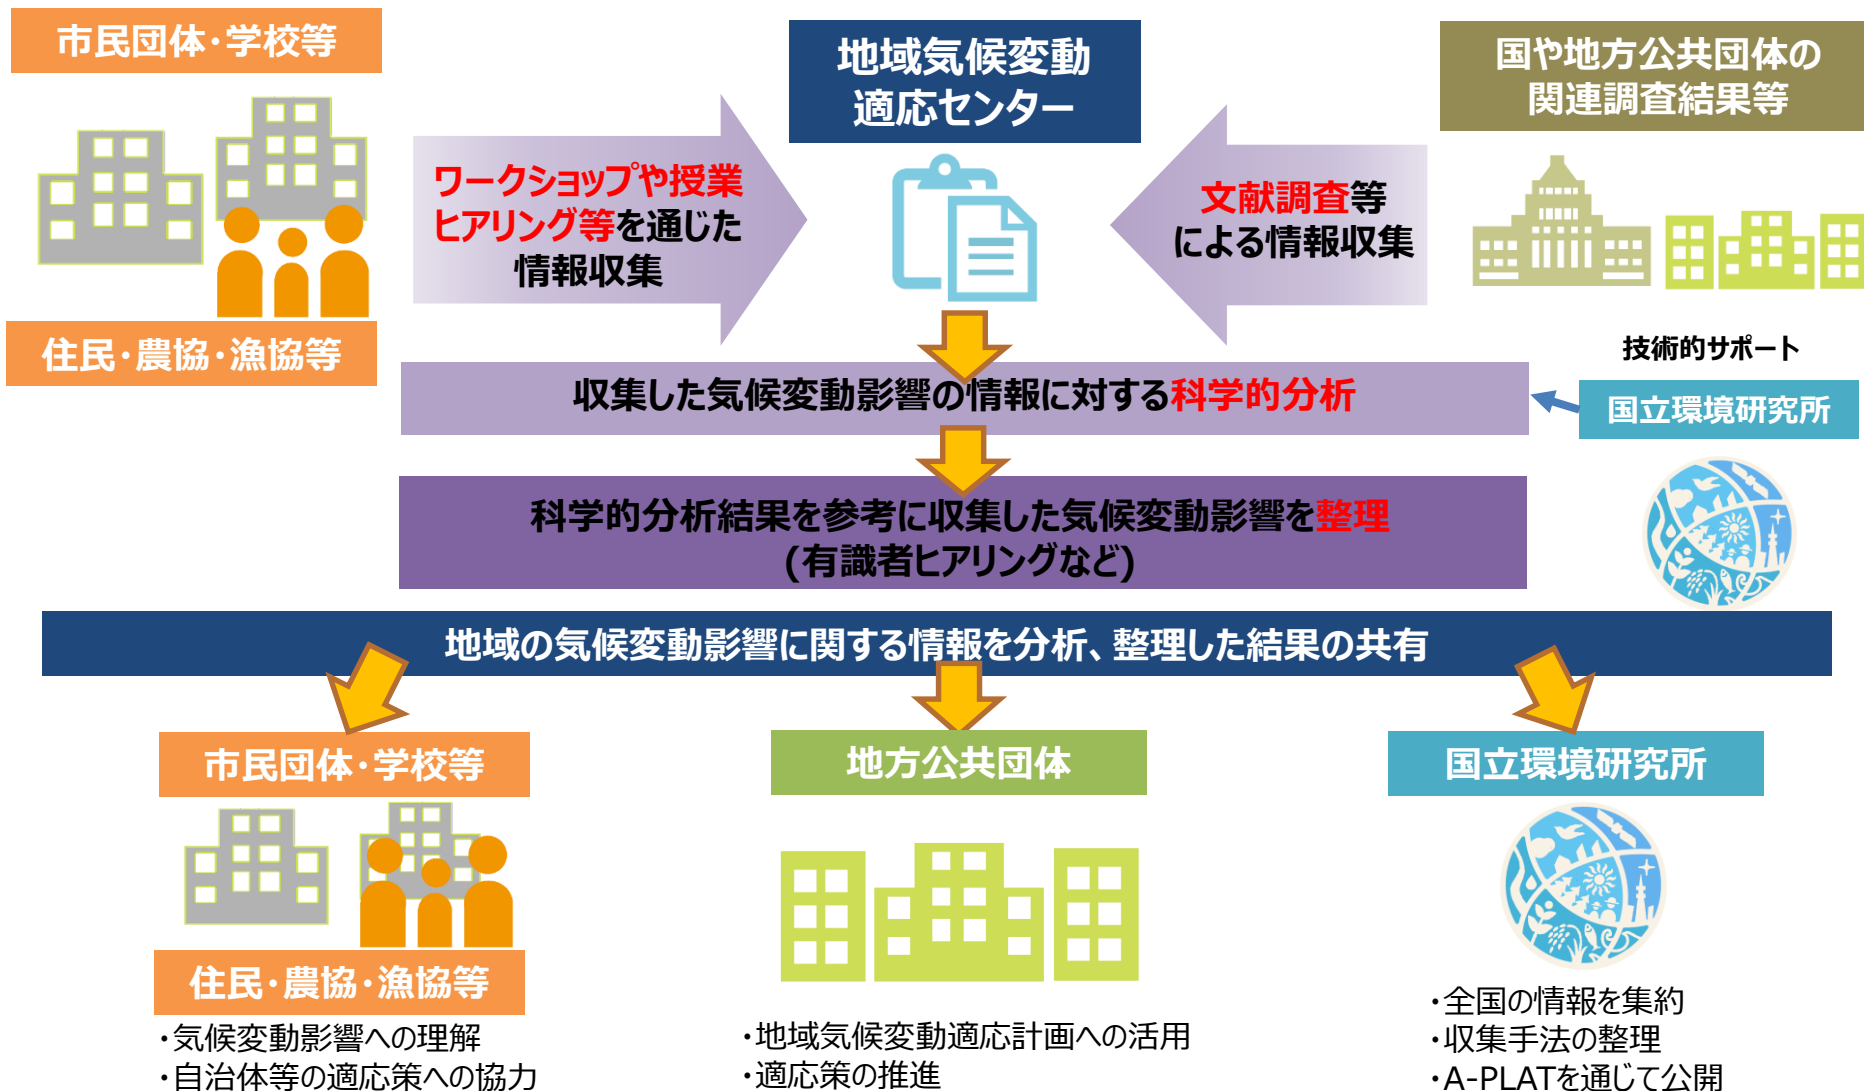 市民団体・学校等
地域気候変動
適応センター
国や地方公共団体の
関連調査結果等
ワークショップや授業
ヒアリング等を通じた
情報収集
文献調査等
による情報収集
住民・農協・漁協等
技術的サポート
国立環境研究所
収集した気候変動影響の情報に対する科学的分析
科学的分析結果を参考に収集した気候変動影響を整理
(有識者ヒアリングなど)
地域の気候変動影響に関する情報を分析、整理した結果の共有
市民団体・学校等
住民・農協・漁協等
・気候変動影響への理解
・自治体等の適応策への協力
地方公共団体
・地域気候変動適応計画への活用
・適応策の推進
国立環境研究所
・全国の情報を集約
・収集手法の整理
・A-PLATを通じて公開